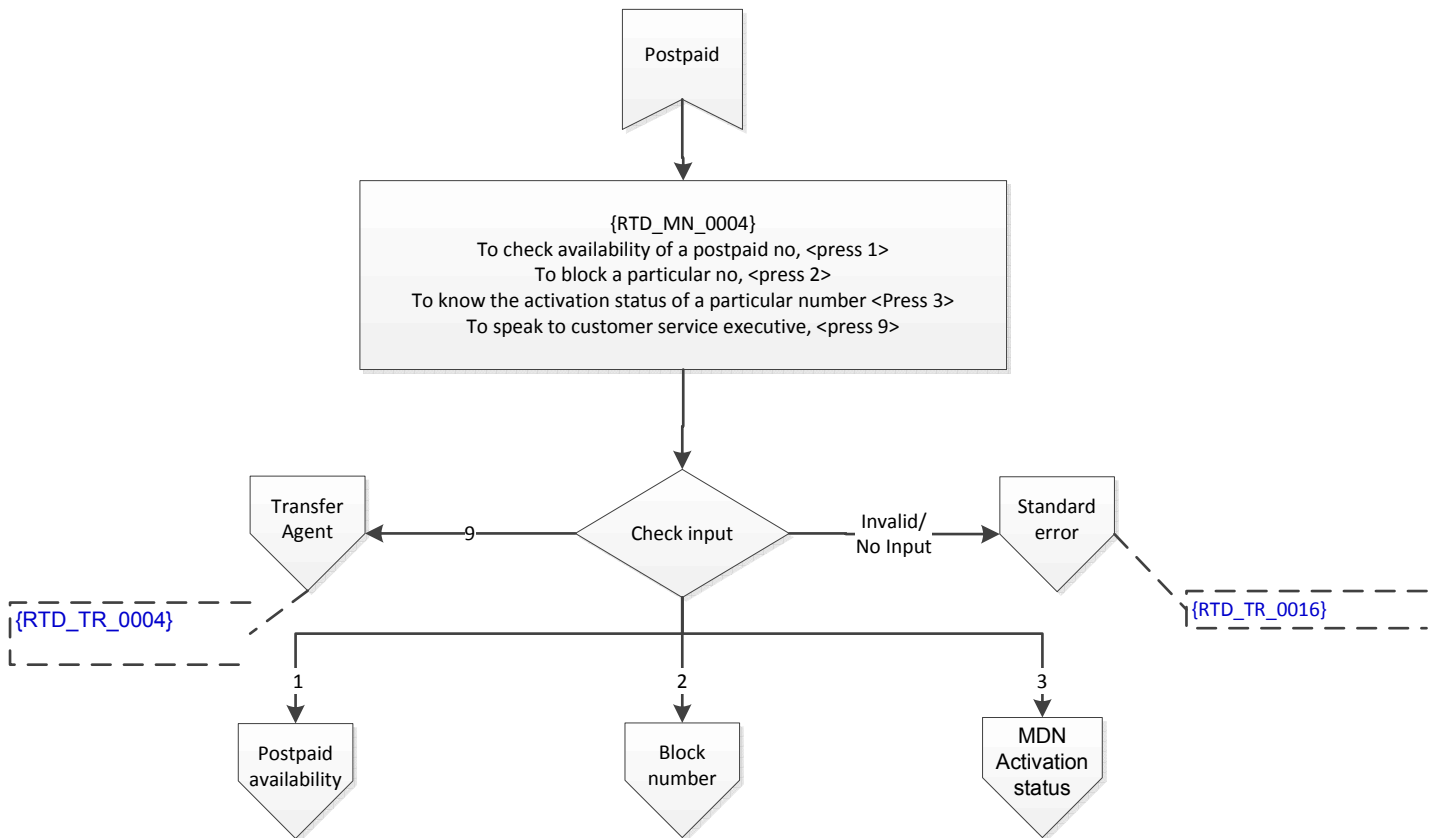 Postpaid
{RTD_MN_0004}
To check availability of a postpaid no, <press 1>
To block a particular no, <press 2>
To know the activation status of a particular number <Press 3>
To speak to customer service executive, <press 9>
Transfer
Agent
9
Check input
Invalid/
No Input
Standard
error
{RTD_TR_0004}
{RTD_TR_0016}
1
2
3
Postpaid
availability
Block
number
MDN
Activation
status